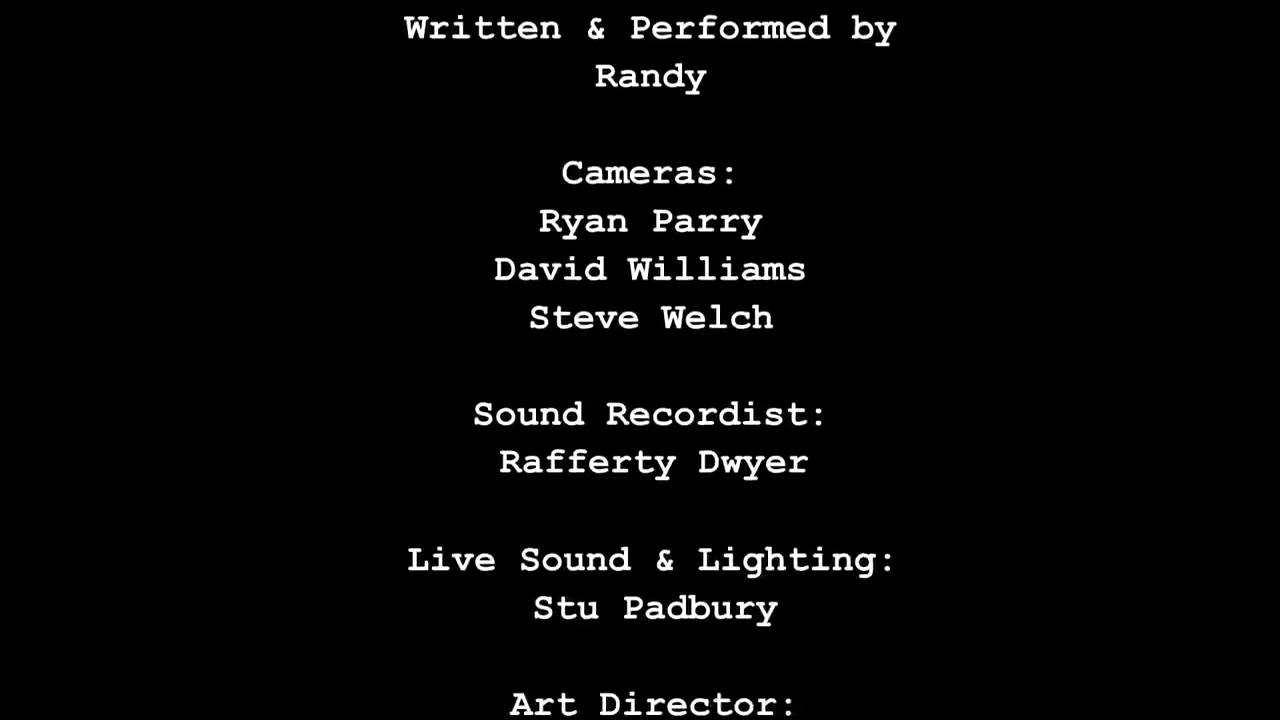 Written & Performed by
Randy
Cameras:
Ryan Parry
David Williams
Steve Welch
Sound Recordist:
Rafferty Dwyer
Live Sound & Lighting:
Stu Padbury
Art Director: